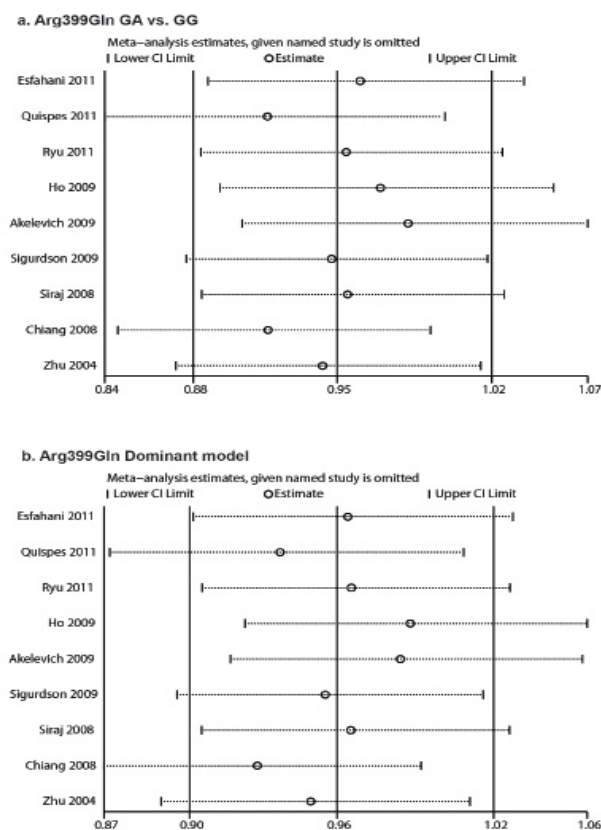 a. Arg399Gln GA vs. GG
Meta−analysis estimates, given named study is omitted
Lower CI Limit Estimate Upper CI Limit
Esfahani 2011
Quispes 2011
Ryu 2011
Ho 2009
Akelevich 2009
Sigurdson 2009
Siraj 2008
Chiang 2008
Zhu 2004
0.84 0.88 0.95 1.02 1.07
b. Arg399Gln Dominant model
Meta−analysis estimates, given named study is omitted
Lower CI Limit Estimate Upper CI Limit
Esfahani 2011
Quispes 2011
Ryu 2011
Ho 2009
Akelevich 2009
Sigurdson 2009
Siraj 2008
Chiang 2008
Zhu 2004
0.87 0.90 0.96 1.02 1.06